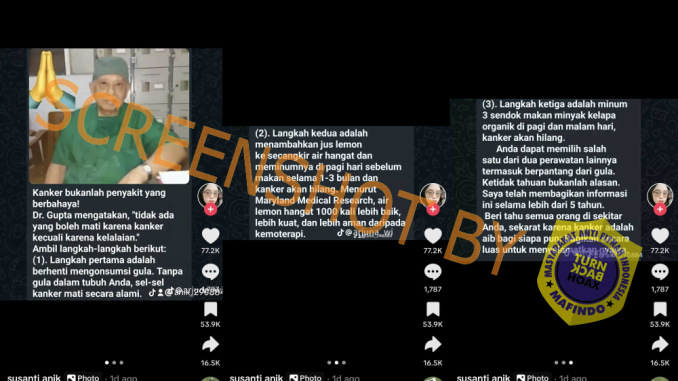 Kanker bukanlah penyakit yang
berbahaya!
Dr. Gupta mengatakan, "tidak ada
yang boleh mati karena kanker
kecuali karena kelalaian."
Ambil langkah-langkah berikut:
(1). Langkah pertama adalah
berhenti mengonsumsi gula. Tanpa
gula dalam tubuh Anda, sel-sel
kanker mati secara alami.
77.2K
53.9K
16.5K
susanti anik Photo · 1d ago
(2). Langkah kedua adalah
menambahkan jus lemon
ke secangkir air hangat dan
meminumnya di pagi hari sebelum
makan selama 1-3 bulan dan
kanker akan hilang. Menurut
Maryland Medical Research, air
lemon hangat 1000 kali lebih baik,
lebih kuat, dan lebih aman daripada
kemoterapi.
77.2K
1,787
53.9K
16.5K
susanti anik Photo · 1d ago
(3). Langkah ketiga adalah minum
3 sendok makan minyak kelapa
organik di pagi dan malam hari,
kanker akan hilang.
Anda dapat memilih salah
satu dari dua perawatan lainnya
termasuk berpantang dari gula.
Ketidak tahuan bukanlah alasan.
Saya telah membagikan informasi
ini selama lebih dari 5 tahun.
Beri tahu semua orang di sekitar
Anda, sekarat karena kanker adalah
aib bagi siapa pun
luas untuk menyelamatkan
1,787
53.9K
16.5K
susanti anik Photo · 1d ago
SCREENSHOT BY
MASYARAKAT ANTI FITNAH INDONESIA
TURN
BACK
HOAX
MAFINDO